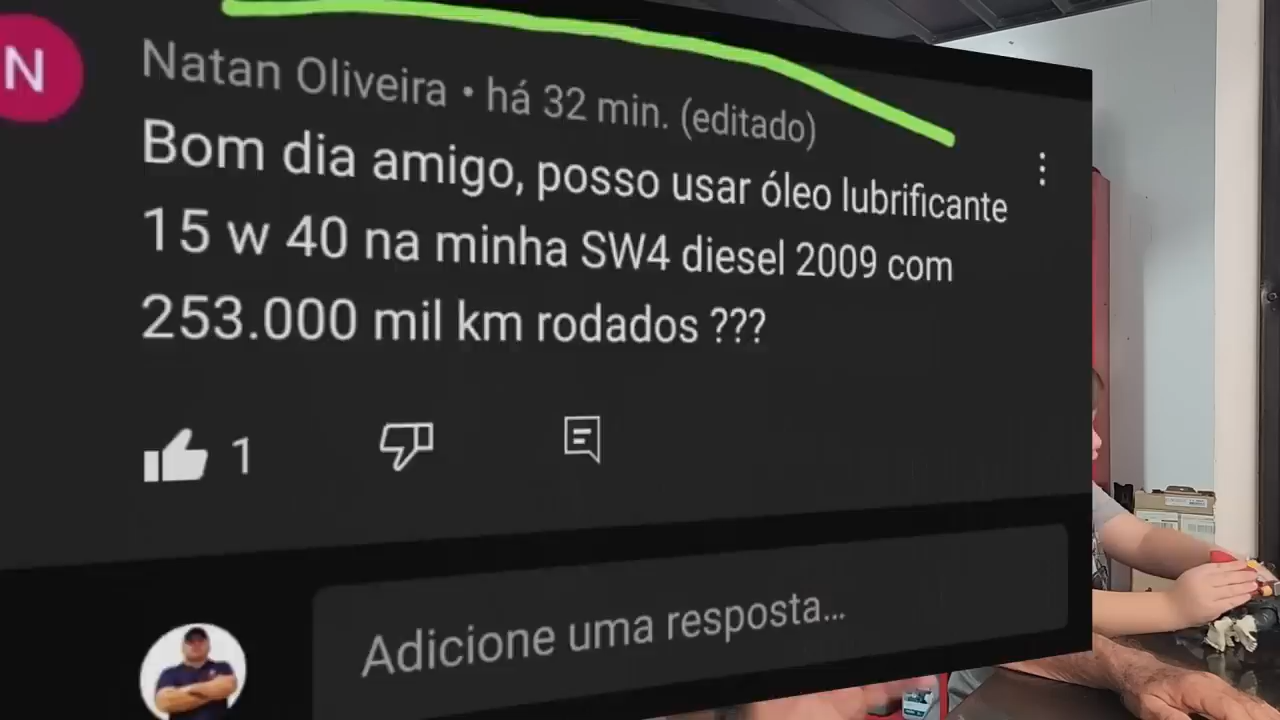 N
Natan Oliveira • há 32 min. (editado)
Bom dia amigo, posso usar óleo lubrificante
15 w 40 na minha SW4 diesel 2009 com
253.000 mil km rodados ???
1
Adicione uma resposta...